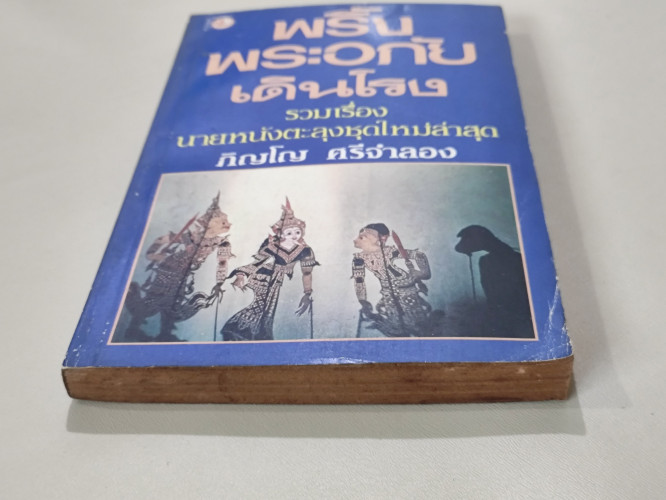 พริ้ม
พระอภัย
เดินโรง
รวมเรื่อง
นายหนังตะลุงชุดใหม่ล่าสุด
ภิญโญ ศรีจำลอง